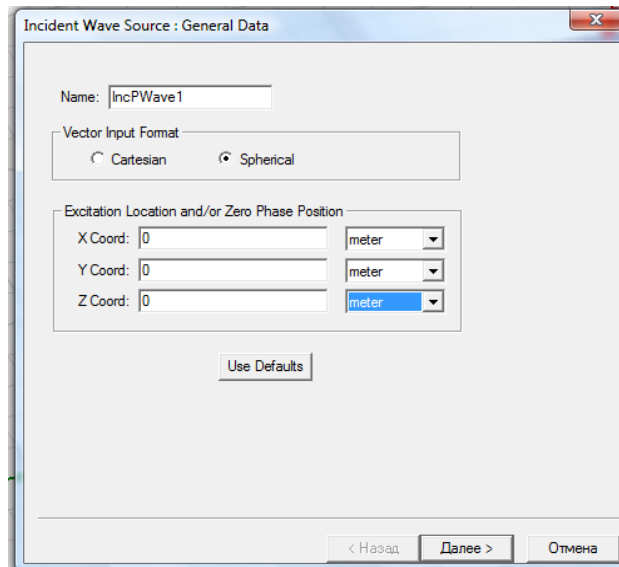 Incident Wave Source : General Data
Name: IncPWave1
Vector Input Format
Cartesian Spherical
Excitation Location and/or Zero Phase Position
X Coord: 0 meter
Y Coord: 0 meter
Z Coord: 0 meter
Use Defaults
< Назад Далее > Отмена